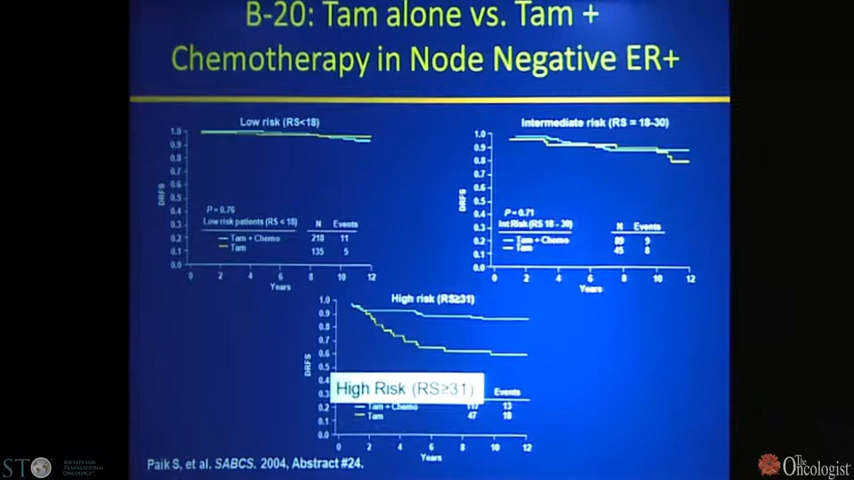 B-20: Tam alone vs. Tam +
Chemotherapy in Node Negative ER+
Low risk (RS<18)
1.0
0.9
0.8
0.7
0.6
0.5
0.4
0.3
0.2
0.1
0.0
DRFS
P = 0.76
Low risk patients (RS < 18) N Events
Tam + Chemo 218 11
Tam 135 5
0 2 4 6 8 10 12
Years
Intermediate risk (RS = 18-30)
1.0
0.9
0.8
0.7
0.6
0.5
0.4
0.3
0.2
0.1
0.0
DRFS
P = 0.71
Int Risk (RS 18 - 30) N Events
Tam + Chemo 89 9
Tam 45 8
0 2 4 6 8 10 12
Years
High risk (RS≥31)
1.0
0.9
0.8
0.7
0.6
0.5
0.4
0.3
0.2
0.1
0.0
DRFS
High Risk (RS≥31)
Events
Tam + Chemo 117 13
Tam 47 18
0 2 4 6 8 10 12
Years
Paik S, et al. SABCS. 2004, Abstract #24.
SOCIETY FOR
TRANSLATIONAL
ONCOLOGY
The
Oncologist